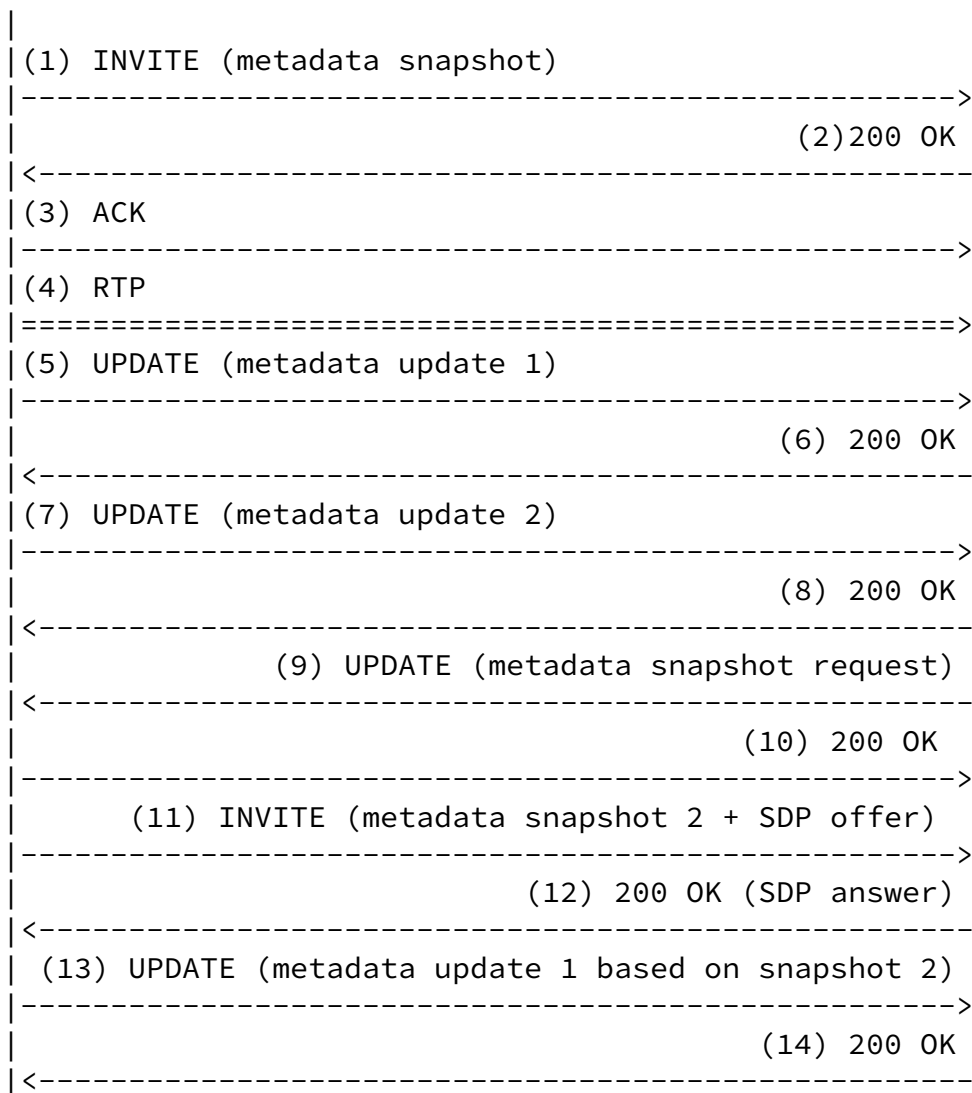 |
|(1) INVITE (metadata snapshot)
|---------------------------------------------------->
| (2)200 OK
|<----------------------------------------------------
|(3) ACK
|---------------------------------------------------->
|(4) RTP
|====================================================>
|(5) UPDATE (metadata update 1)
|---------------------------------------------------->
| (6) 200 OK
|<----------------------------------------------------
|(7) UPDATE (metadata update 2)
|---------------------------------------------------->
| (8) 200 OK
|<----------------------------------------------------
| (9) UPDATE (metadata snapshot request)
|<----------------------------------------------------
| (10) 200 OK
|---------------------------------------------------->
| (11) INVITE (metadata snapshot 2 + SDP offer)
|---------------------------------------------------->
| (12) 200 OK (SDP answer)
|<----------------------------------------------------
| (13) UPDATE (metadata update 1 based on snapshot 2)
|---------------------------------------------------->
| (14) 200 OK
|<----------------------------------------------------